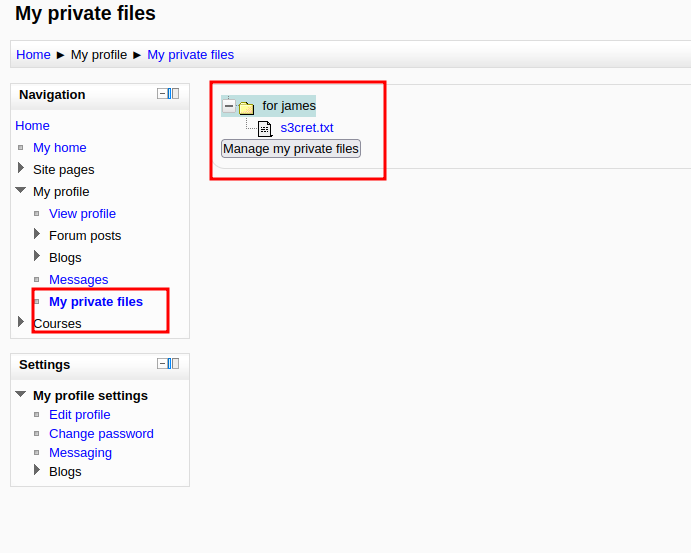 My private files
Home ► My profile ► My private files
Navigation
Home
My home
Site pages
My profile
View profile
Forum posts
Blogs
Messages
My private files
Courses
Settings
My profile settings
Edit profile
Change password
Messaging
Blogs
for james
s3cret.txt
Manage my private files